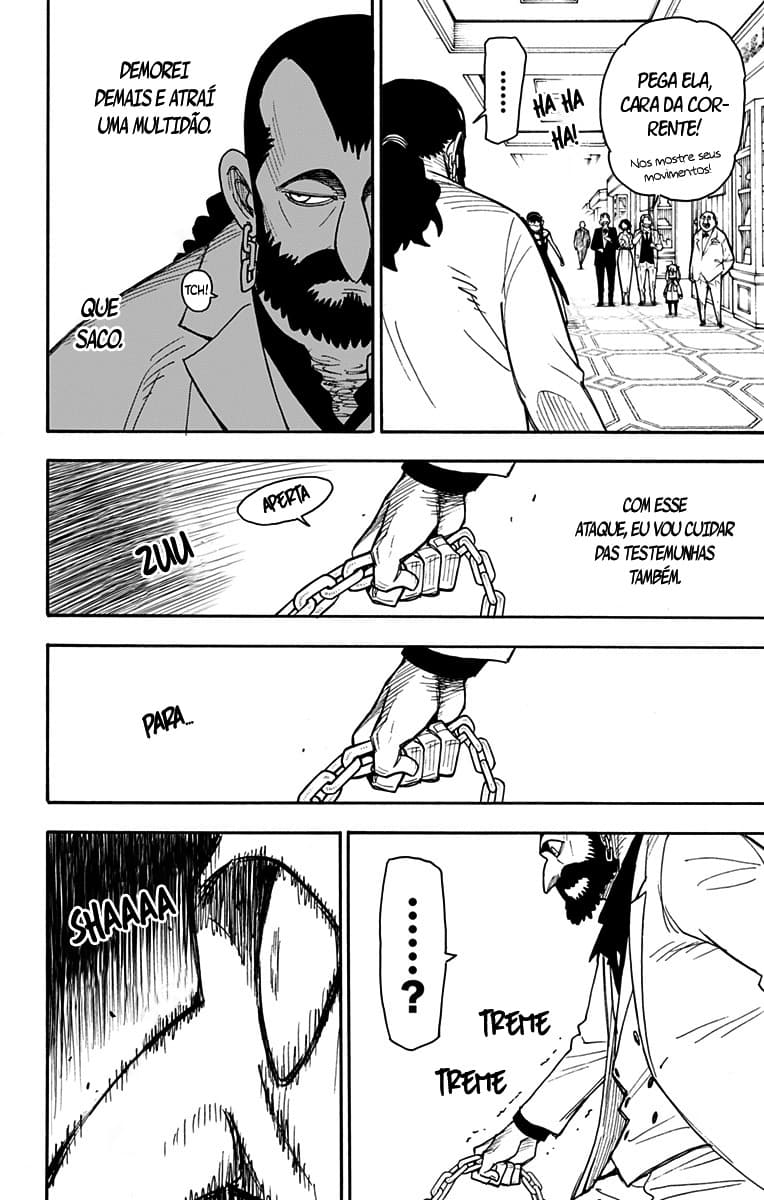 PEGA ELA,
CARA DA COR-
RENTE!
Nos mostre seus
movimentos!
HA HA
HA!
......
DEMOREI
DEMAIS E ATRAÍ
UMA MULTIDÃO.
TCH!
QUE
SACO.
COM ESSE
ATAQUE, EU VOU CUIDAR
DAS TESTEMUNHAS
TAMBÉM.
APERTA
ZUU
PARA...
.......?
TREME
TREME
SHAAAA